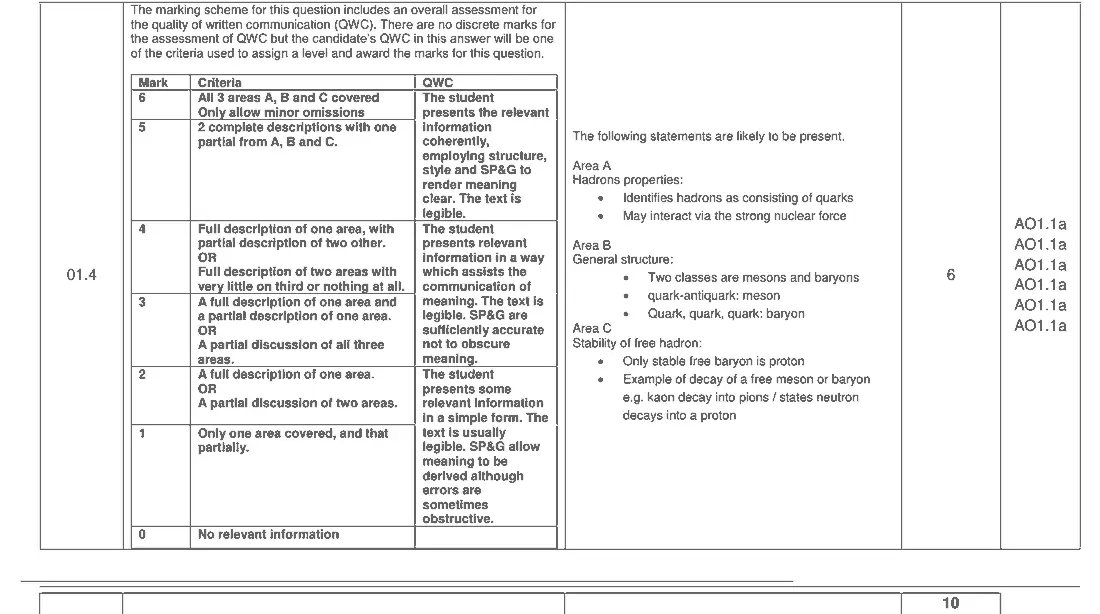 The marking scheme for this question includes an overall assessment for
the quality of written communication (QWC). There are no discrete marks for
the assessment of QWC but the candidate's QWC in this answer will be one
of the criteria used to assign a level and award the marks for this question.
Mark Criteria QWC
6 All 3 areas A, B and C covered
Only allow minor omissions
5 2 complete descriptions with one
partial from A, B and C.
The student
presents the relevant
information
coherently,
employing structure,
style and SP&G to
render meaning
clear. The text is
legible.
4 Full description of one area, with
partial description of two other.
OR
Full description of two areas with
very little on third or nothing at all.
3 A full description of one area and
a partial description of one area.
OR
A partial discussion of all three
areas.
The student
presents relevant
information in a way
which assists the
communication of
meaning. The text is
legible. SP&G are
sufficiently accurate
not to obscure
meaning.
2 A full description of one area.
OR
A partial discussion of two areas.
1 Only one area covered, and that
partially.
The student
presents some
relevant information
in a simple form. The
text is usually
legible. SP&G allow
meaning to be
derived although
errors are
sometimes
obstructive.
0 No relevant information
01.4
The following statements are likely to be present.
Area A
Hadrons properties:
• Identifies hadrons as consisting of quarks
• May interact via the strong nuclear force
Area B
General structure:
• Two classes are mesons and baryons
• quark-antiquark: meson
• Quark, quark, quark: baryon
Area C
Stability of free hadron:
• Only stable free baryon is proton
• Example of decay of a free meson or baryon
e.g. kaon decay into pions / states neutron
decays into a proton
6
AO1.1a
AO1.1a
AO1.1a
AO1.1a
AO1.1a
AO1.1a
10